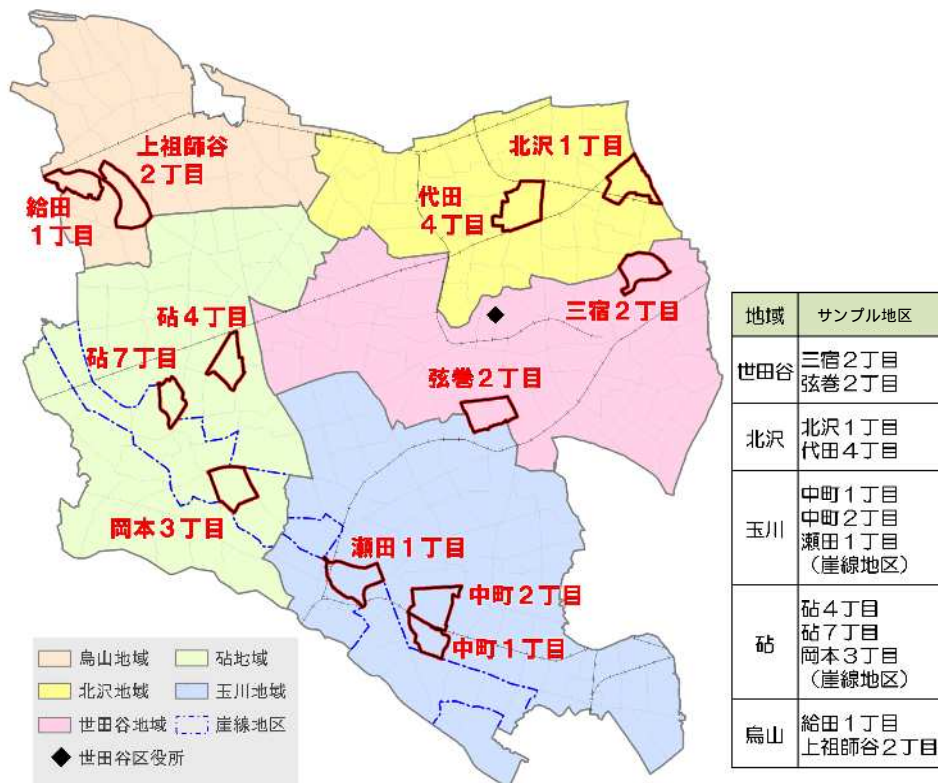 北沢1丁目
上祖師谷
2丁目
代田
4丁目
給田
1丁目
三宿2丁目
砧4丁目
砧7丁目
弦巻2丁目
岡本3丁目
瀬田1丁目
中町2丁目
中町1丁目
烏山地域
砧地域
北沢地域
玉川地域
世田谷地域
崖線地区
世田谷区役所
地域 サンプル地区
世田谷 三宿2丁目
弦巻2丁目
北沢 北沢1丁目
代田4丁目
玉川 中町1丁目
中町2丁目
瀬田1丁目
(崖線地区)
砧 砧4丁目
砧7丁目
岡本3丁目
(崖線地区)
烏山 給田1丁目
上祖師谷2丁目